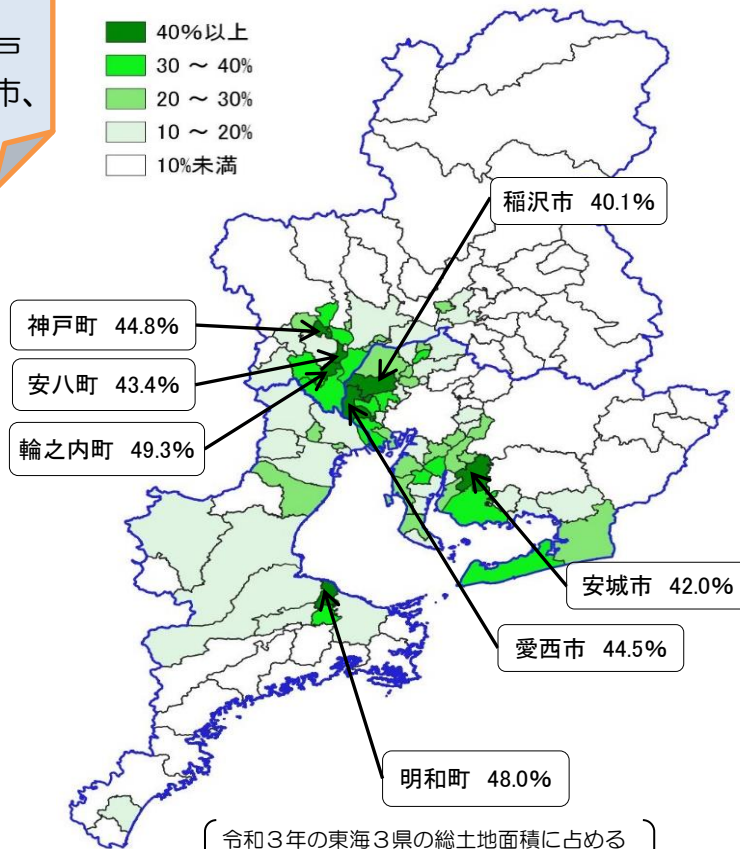 市、
40%以上
30 ～ 40%
20 ～ 30%
10 ～ 20%
10%未満
稲沢市 40.1%
神戸町 44.8%
安八町 43.4%
輪之内町 49.3%
安城市 42.0%
愛西市 44.5%
明和町 48.0%
令和３年の東海３県の総土地面積に占める